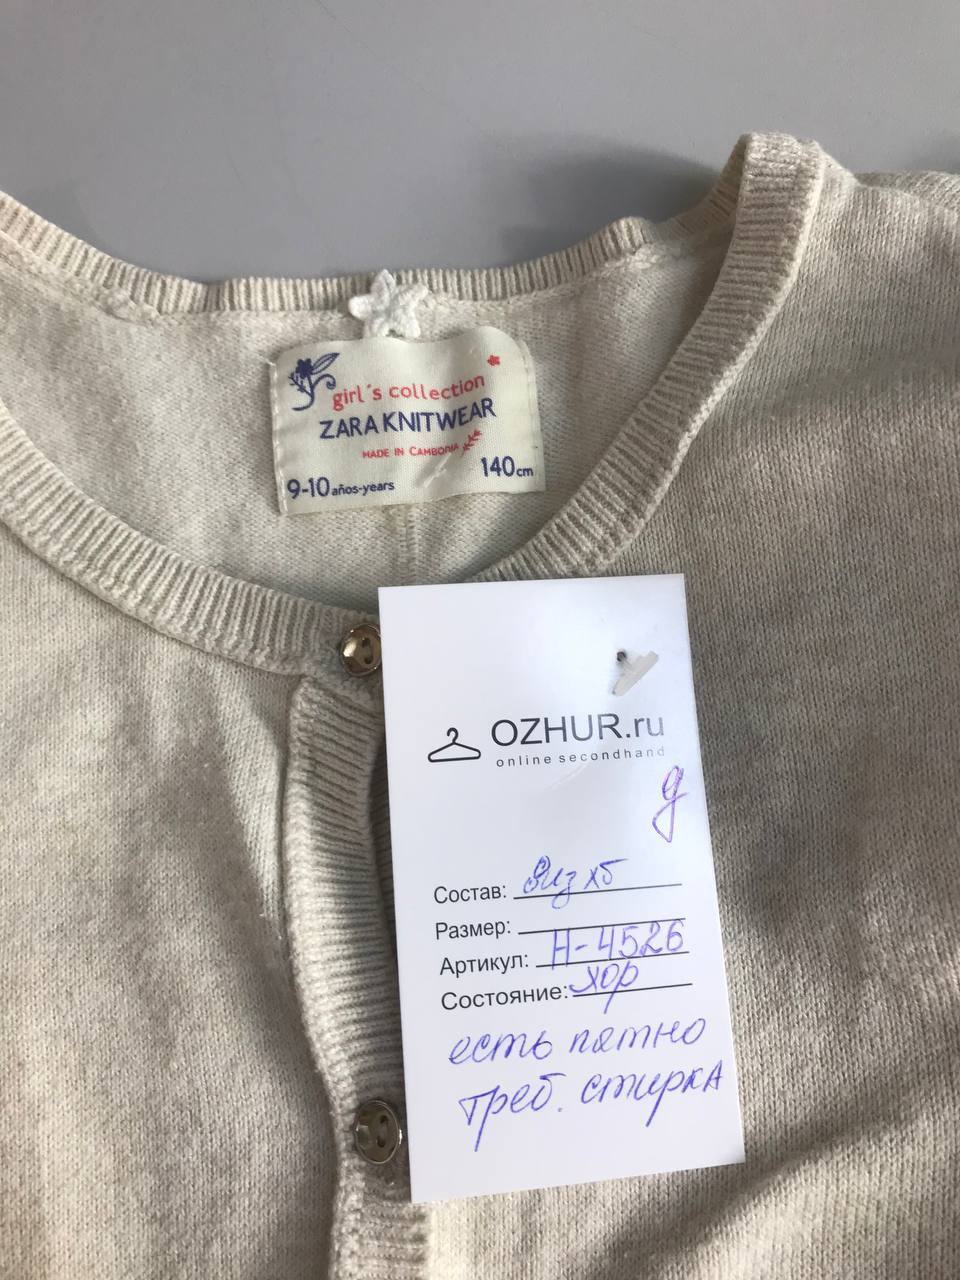 girl's collection
ZARA KNITWEAR
MADE IN CAMBODIA
9-10 años-years 140cm
OZHUR.ru
online secondhand
д
Состав: хб
Размер:
Артикул: Н-4526
Состояние: хор
есть пятно
треб. стирка